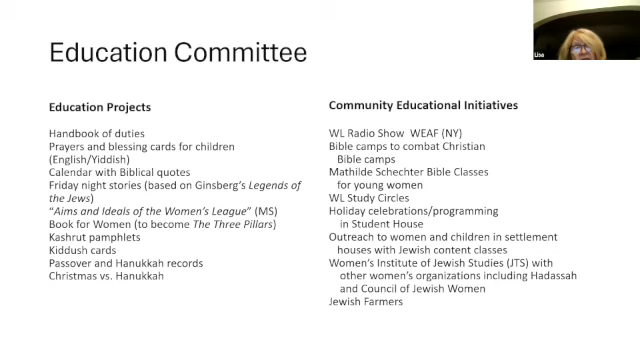 Education Committee
Lisa
Education Projects
Handbook of duties
Prayers and blessing cards for children
(English/Yiddish)
Calendar with Biblical quotes
Friday night stories (based on Ginsberg's Legends of
the Jews)
"Aims and Ideals of the Women's League" (MS)
Book for Women (to become The Three Pillars)
Kashrut pamphlets
Kiddush cards
Passover and Hanukkah records
Christmas vs. Hanukkah
Community Educational Initiatives
WL Radio Show WEAF (NY)
Bible camps to combat Christian
Bible camps
Mathilde Schechter Bible Classes
for young women
WL Study Circles
Holiday celebrations/programming
in Student House
Outreach to women and children in settlement
houses with Jewish content classes
Women's Institute of Jewish Studies (JTS) with
other women's organizations including Hadassah
and Council of Jewish Women
Jewish Farmers